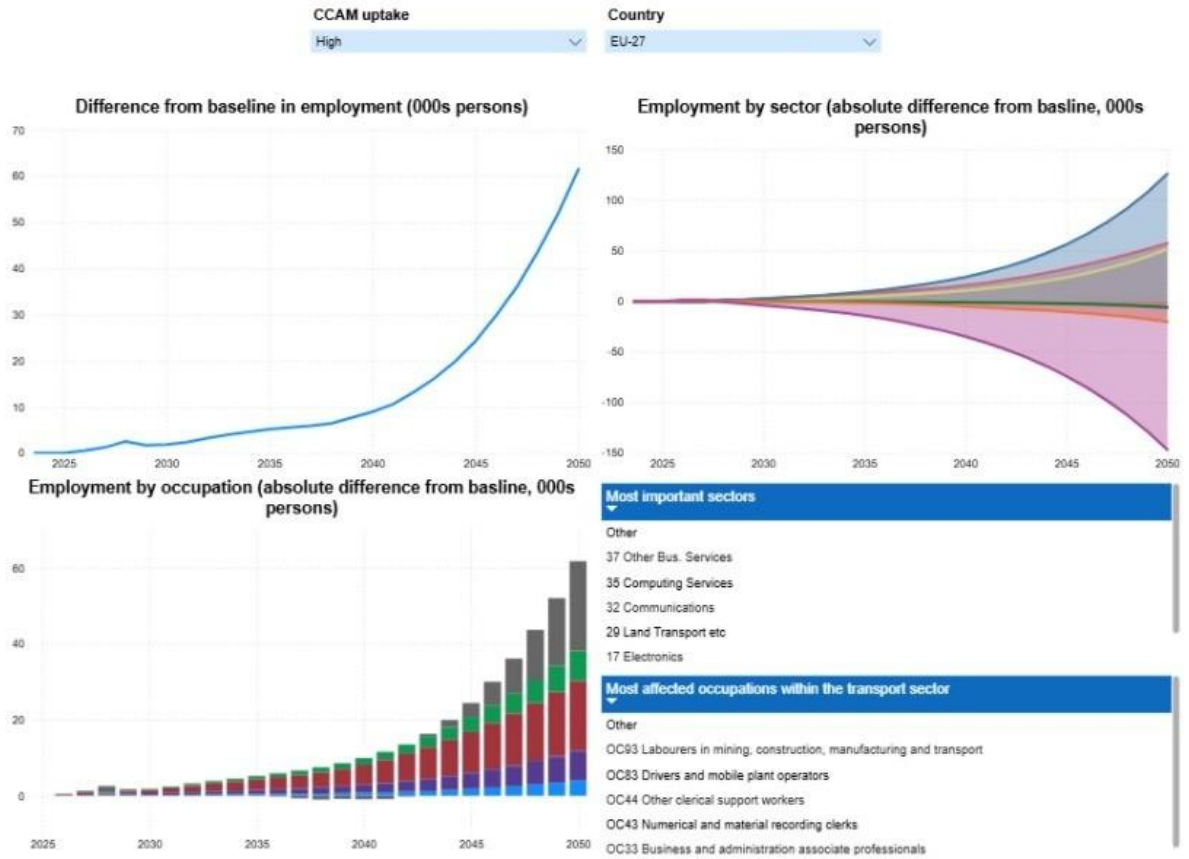 CCAM uptake
High
Country
EU-27
Difference from baseline in employment (000s persons)
70
60
50
40
30
20
10
0
2025
2030
2035
2040
2045
2050
Employment by sector (absolute difference from basline, 000s
persons)
150
100
50
0
-50
-100
-150
2025
2030
2035
2040
2045
2050
Employment by occupation (absolute difference from basline, 000s
persons)
60
40
20
0
2025
2030
2035
2040
2045
2050
Most important sectors
Other
37 Other Bus. Services
35 Computing Services
32 Communications
29 Land Transport etc
17 Electronics
Most affected occupations within the transport sector
Other
OC93 Labourers in mining, construction, manufacturing and transport
OC83 Drivers and mobile plant operators
OC44 Other clerical support workers
OC43 Numerical and material recording clerks
OC33 Business and administration associate professionals